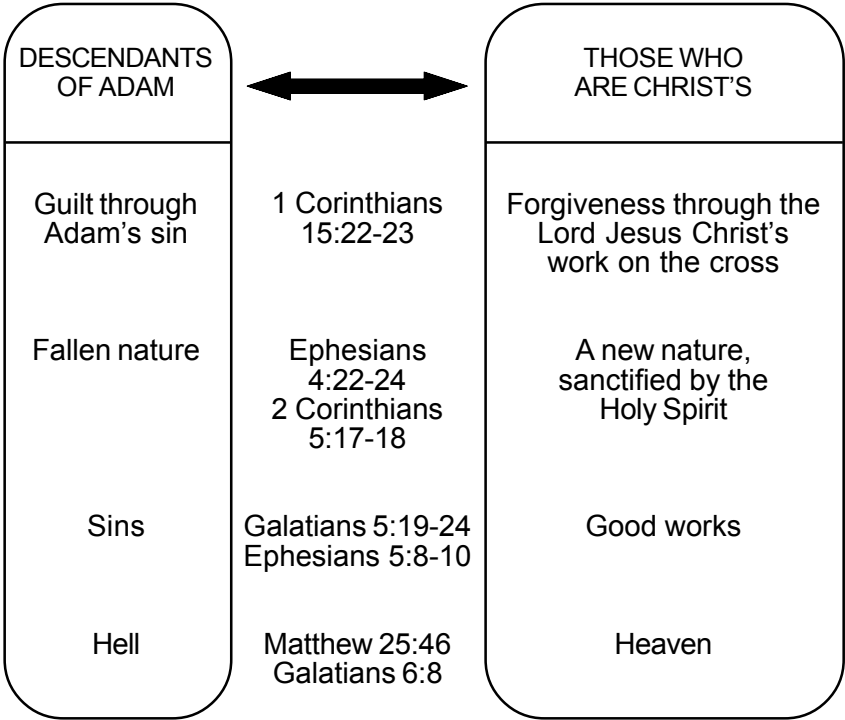 DESCENDANTS
OF ADAM
THOSE WHO
ARE CHRIST'S
Guilt through
Adam's sin
1 Corinthians
15:22-23
Forgiveness through the
Lord Jesus Christ's
work on the cross
Fallen nature
Ephesians
4:22-24
2 Corinthians
5:17-18
A new nature,
sanctified by the
Holy Spirit
Sins
Galatians 5:19-24
Ephesians 5:8-10
Good works
Hell
Matthew 25:46
Galatians 6:8
Heaven